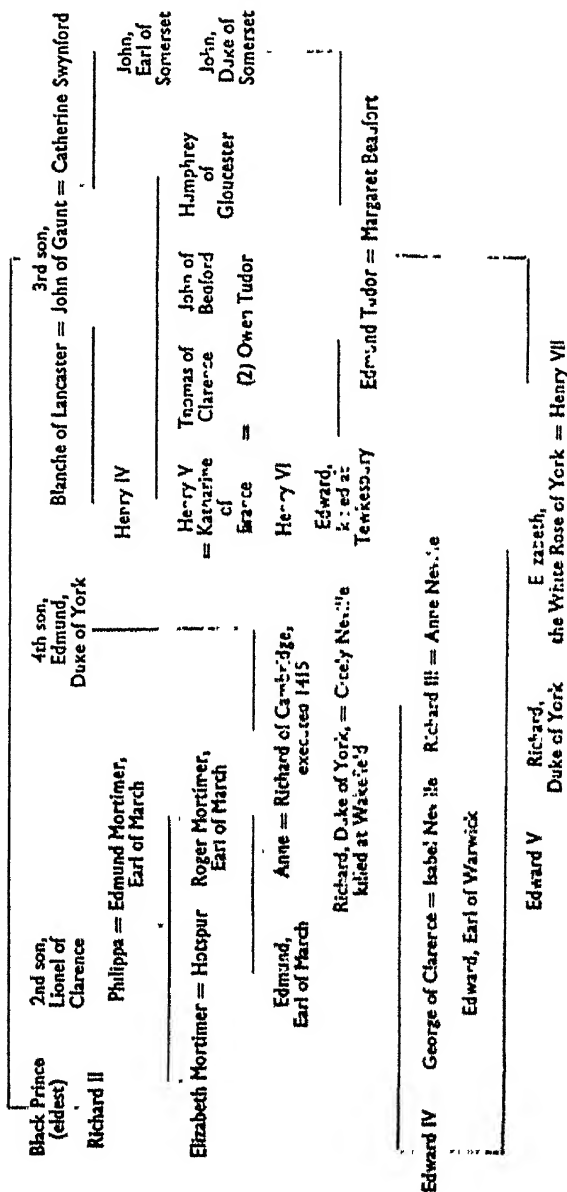 Black Prince
(eldest)
2nd son,
Lionel of
Clarence
4th son,
Edmund,
Duke of York
3rd son,
Blanche of Lancaster = John of Gaunt = Catherine Swynford
Richard II
Philippa = Edmund Mortimer,
Earl of March
Henry IV
John,
Earl of
Somerset
Elizabeth Mortimer = Hotspur
Roger Mortimer,
Earl of March
Henry V
= Katharine
of
France
Thomas of
Clarence
John of
Bedford
Humphrey
of
Gloucester
John,
Duke of
Somerset
= (2) Owen Tudor
Edmund,
Earl of March
Anne = Richard of Cambridge,
executed 1415
Henry VI
Richard, Duke of York, = Cicely Neville
killed at Wakefield
Edward,
killed at
Tewkesbury
Edmund Tudor = Margaret Beaufort
Edward IV
George of Clarence = Isabel Neville
Richard III = Anne Neville
Edward, Earl of Warwick
Edward V
Richard,
Duke of York
Elizabeth,
the White Rose of York = Henry VII